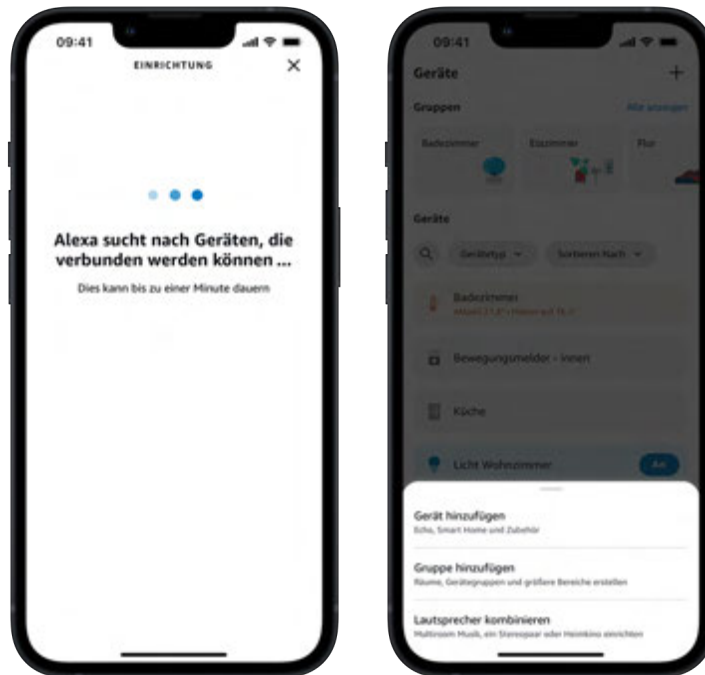 09:41
EINRICHTUNG
Alexa sucht nach Geräten, die
verbunden werden können ...
Dies kann bis zu einer Minute dauern
09:41
Geräte
Gruppen
Alle anzeigen
Badezimmer
Esszimmer
Flur
Geräte
Gerätetyp
Sortieren Nach
Badezimmer
Bewegungsmelder - innen
Küche
Licht Wohnzimmer
An
Gerät hinzufügen
Echo, Smart Home und Zubehör
Gruppe hinzufügen
Räume, Gerätegruppen und größere Bereiche erstellen
Lautsprecher kombinieren
Multiroom Musik, ein Stereopaar oder Heimkino einrichten